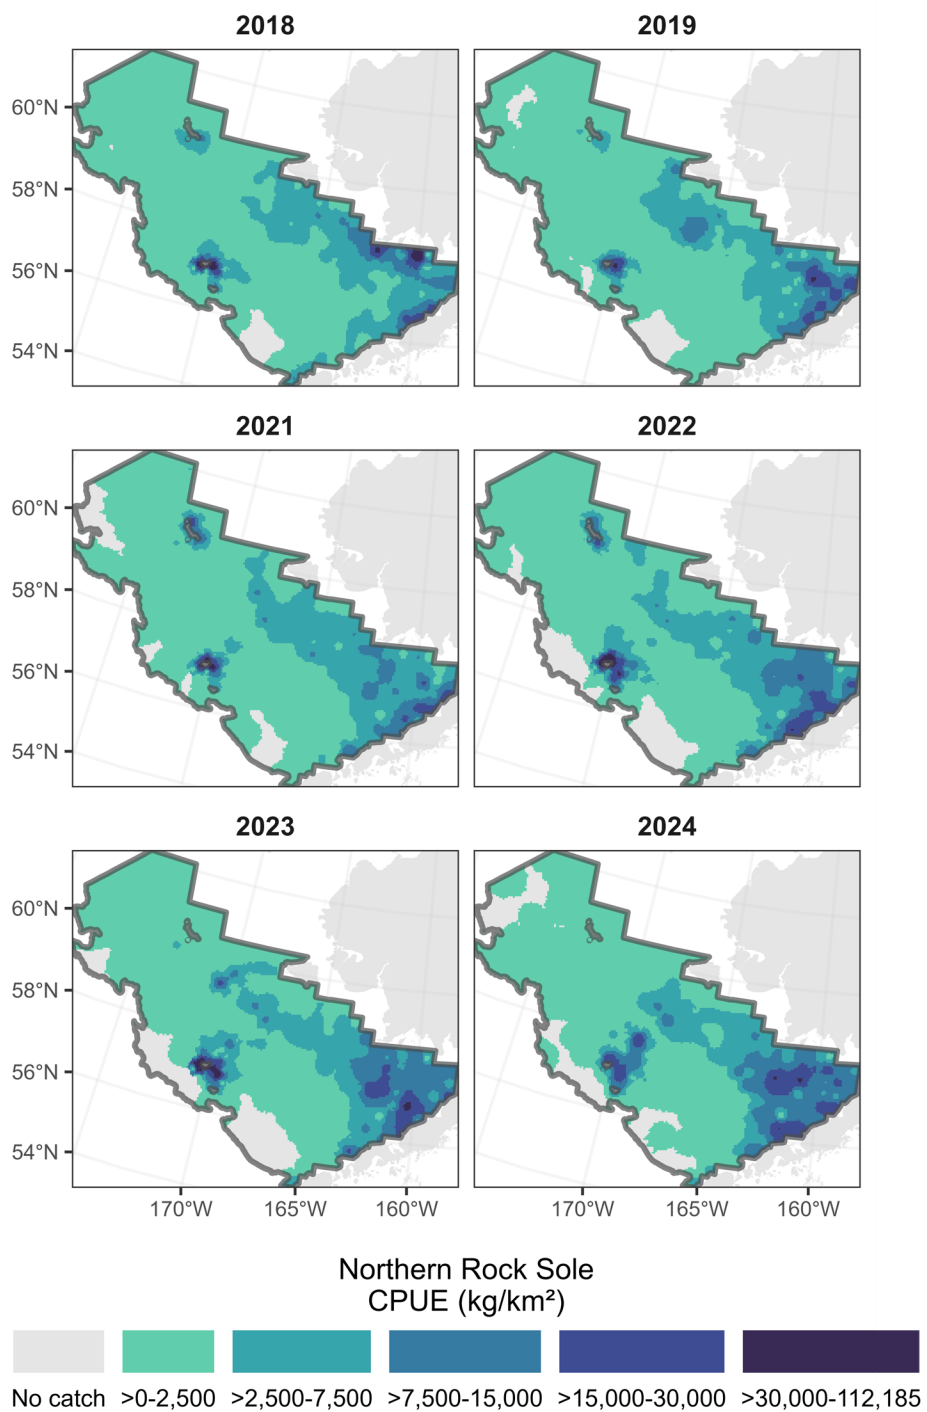 2018 2019
60°N
58°N
56°N
54°N
2021 2022
60°N
58°N
56°N
54°N
2023 2024
60°N
58°N
56°N
54°N
170°W 165°W 160°W 170°W 165°W 160°W
Northern Rock Sole
CPUE (kg/km²)
No catch >0-2,500 >2,500-7,500 >7,500-15,000 >15,000-30,000 >30,000-112,185